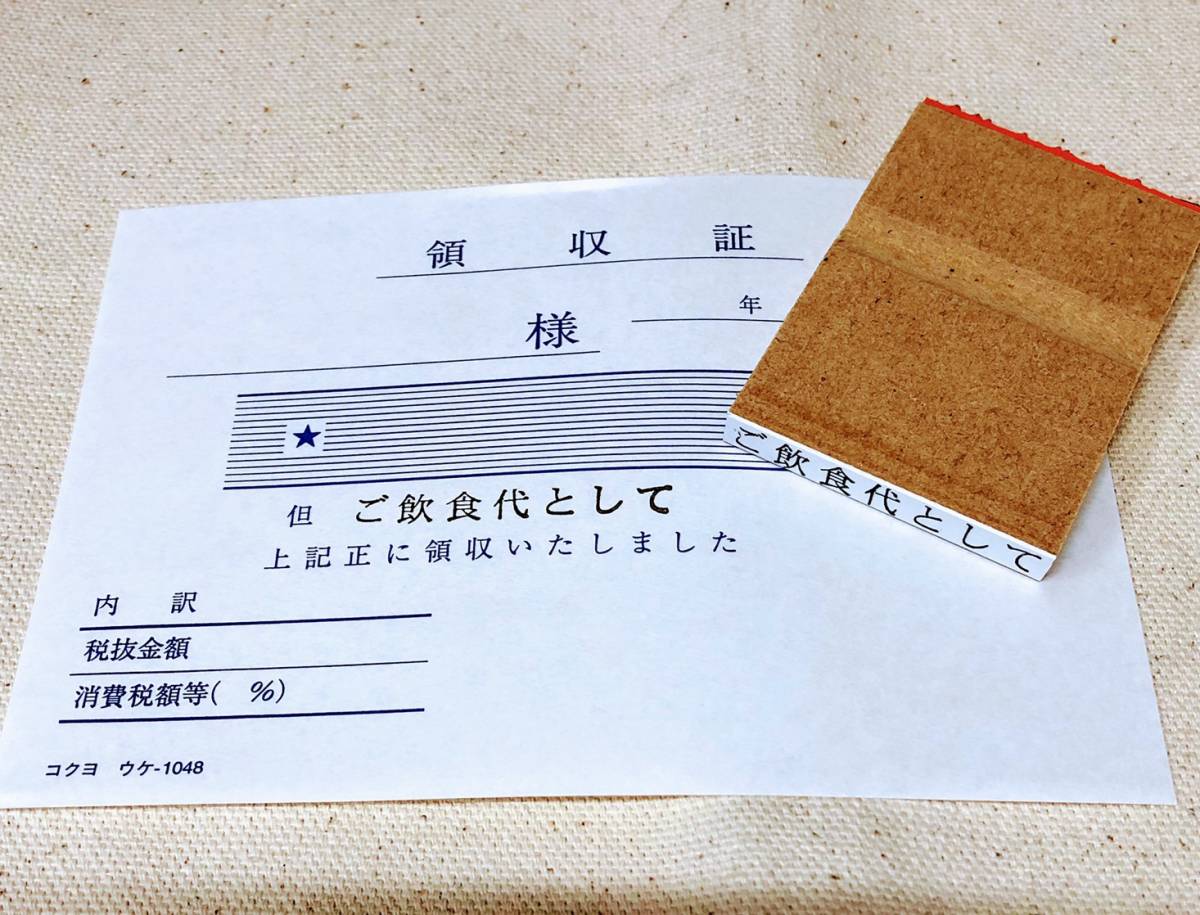 領収証
年
様
★
但 ご飲食代として
上記正に領収いたしました
内訳
税抜金額
消費税額等( %)
コクヨ ウケ-1048
ご飲食代として